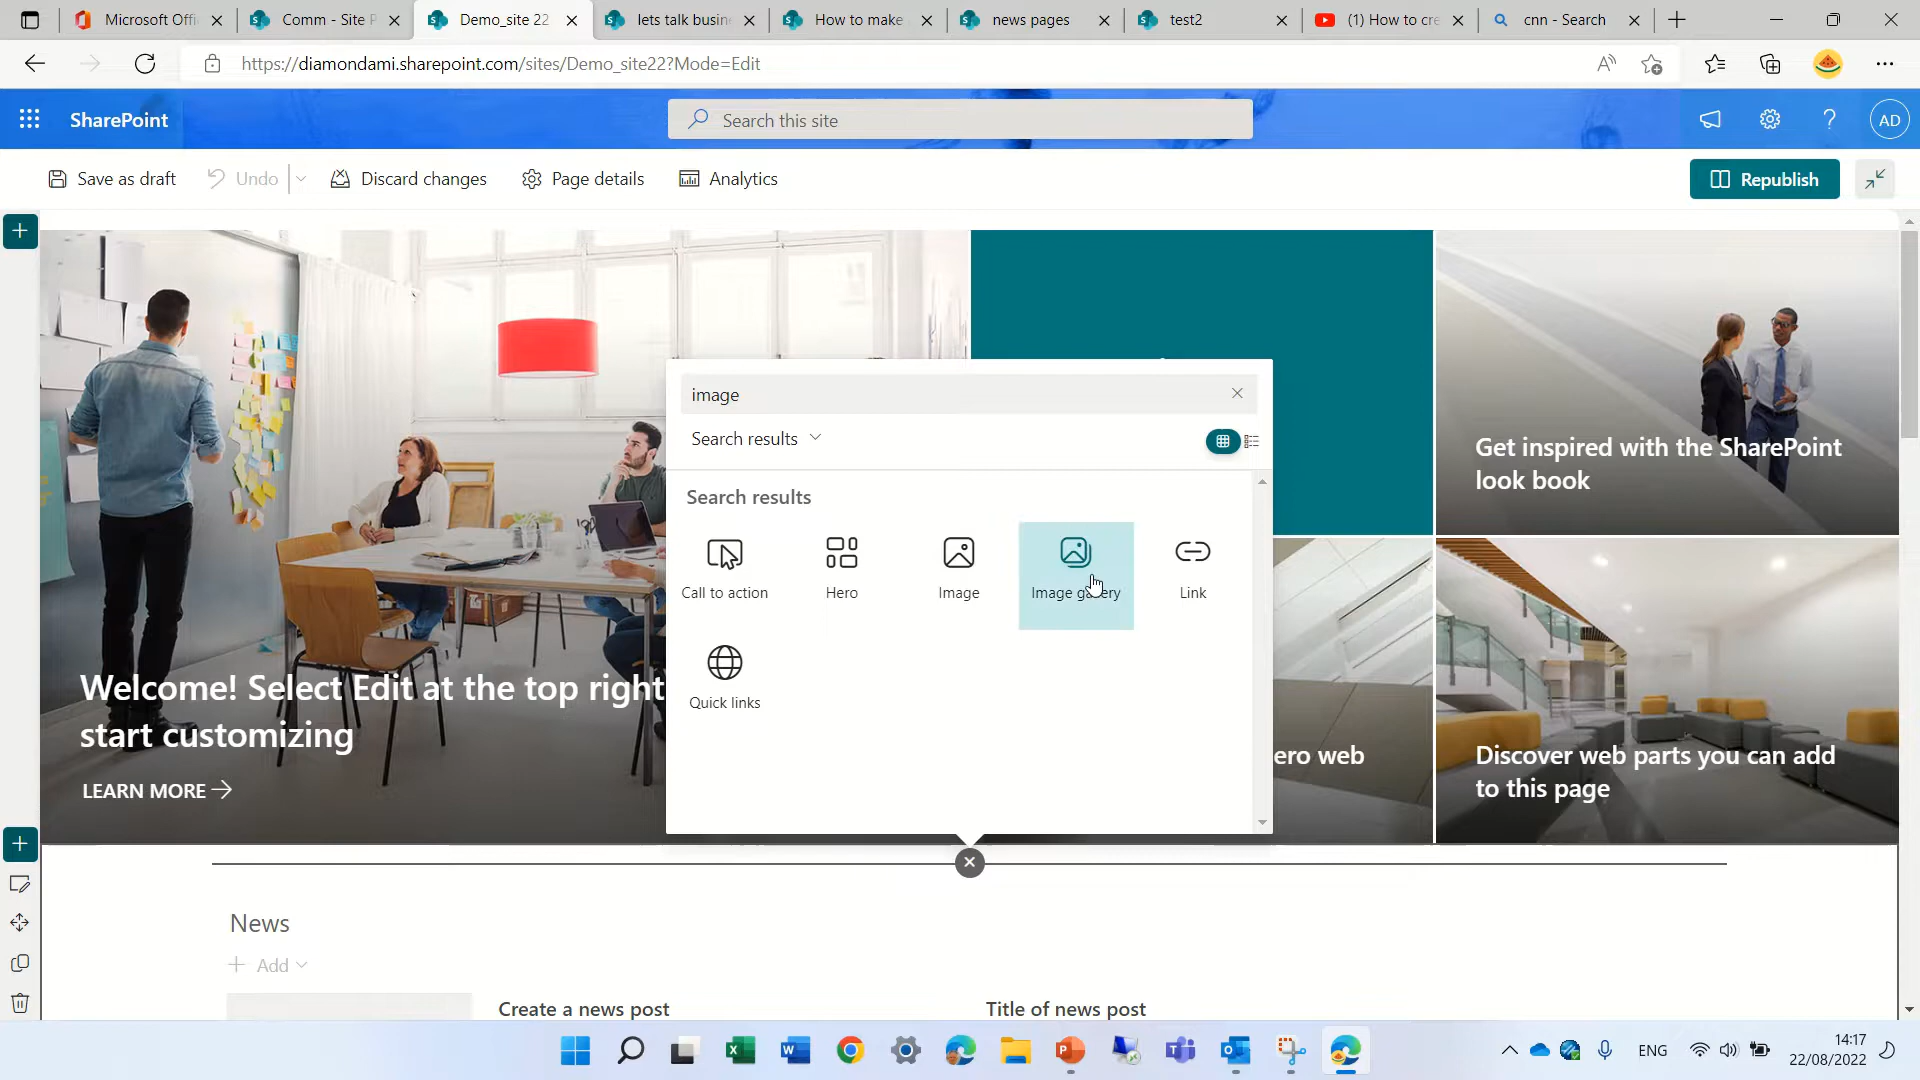 Microsoft Offi
Comm - Site P
Demo_site 22
lets talk busin
How to make
news pages
test2
(1) How to cre
cnn - Search
https://diamondami.sharepoint.com/sites/Demo_site22?Mode=Edit
SharePoint
Search this site
AD
Save as draft
Undo
Discard changes
Page details
Analytics
Republish
image
Search results
Search results
Call to action
Hero
Image
Image gallery
Link
Quick links
Get inspired with the SharePoint
look book
Welcome! Select Edit at the top right
start customizing
LEARN MORE
ero web
Discover web parts you can add
to this page
News
Add
Create a news post
Title of news post
ENG
14:17
22/08/2022